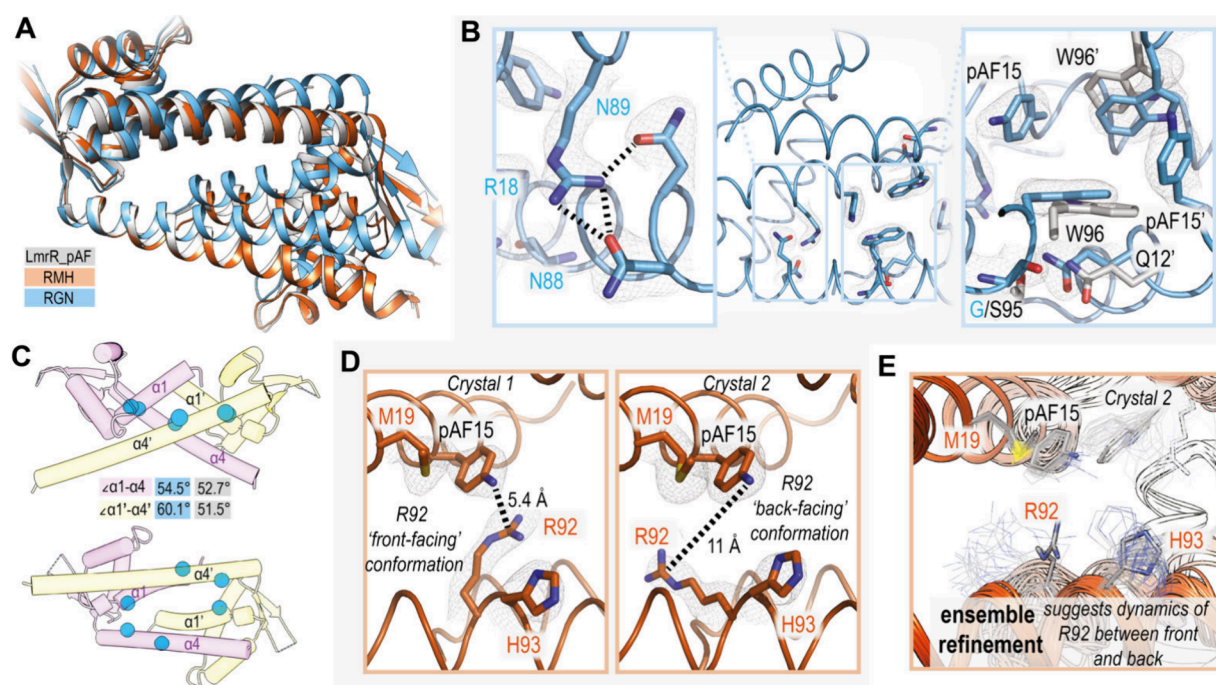 A
LmrR_pAF
RMH
RGN
B
N89
R18
N88
W96'
pAF15
pAF15'
W96
Q12'
G/S95
C
α1
α1'
α4'
α4
∠α1-α4 54.5° 52.7°
∠α1'-α4' 60.1° 51.5°
α4'
α1
α1'
α4
D
Crystal 1
M19
pAF15
5.4 Å
R92
'front-facing'
conformation
R92
H93
Crystal 2
M19
pAF15
R92
'back-facing'
conformation
R92
11 Å
H93
E
Crystal 2
pAF15
M19
R92
H93
ensemble
refinement
suggests dynamics of
R92 between front
and back